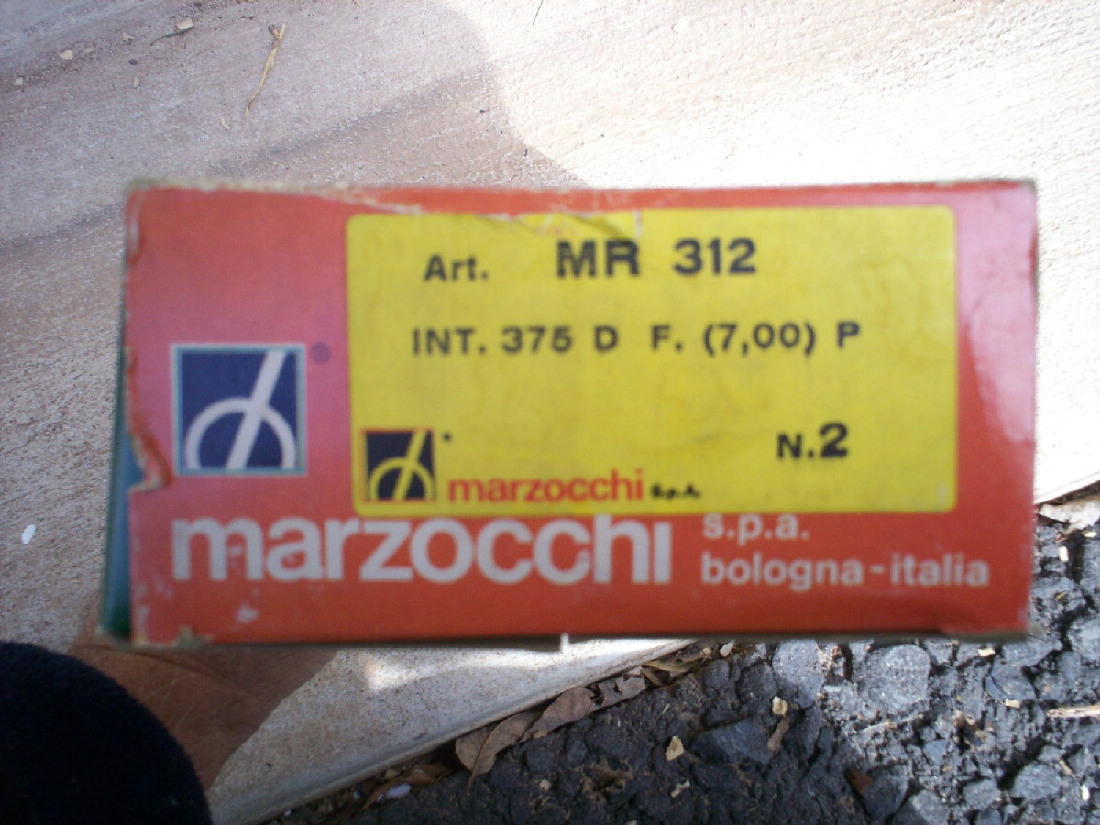 Art. MR 312
INT. 375 D F. (7,00) P
N.2
marzocchi S.p.A.
marzocchi s.p.a.
bologna-italia